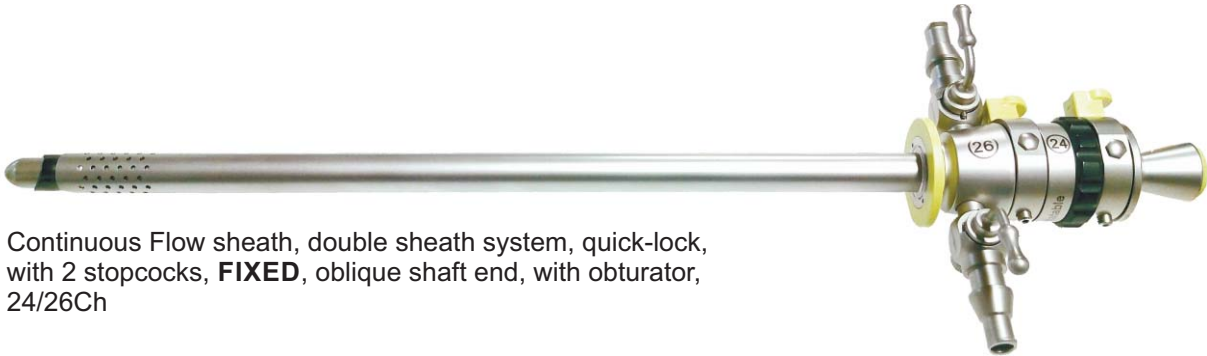 26
24
Continuous Flow sheath, double sheath system, quick-lock,
with 2 stopcocks, FIXED, oblique shaft end, with obturator,
24/26Ch